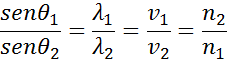 senθ₁/senθ₂ = λ₁/λ₂ = v₁/v₂ = n₂/n₁